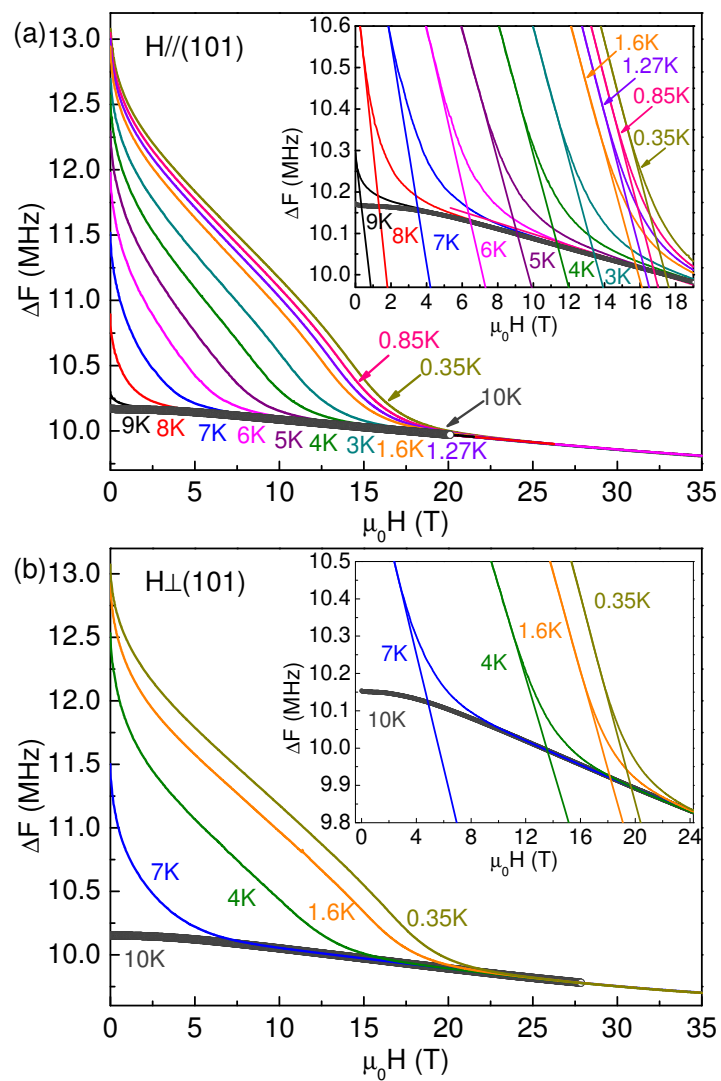 (a)
H//(101)
13.0
12.5
12.0
11.5
11.0
10.5
10.0
ΔF (MHz)
0 5 10 15 20 25 30 35
μ₀H (T)
9K 8K 7K 6K 5K 4K 3K 1.6K 1.27K
0.85K
0.35K
10K
10.6
10.5
10.4
10.3
10.2
10.1
10.0
ΔF (MHz)
0 2 4 6 8 10 12 14 16 18
μ₀H (T)
1.6K
1.27K
0.85K
0.35K
9K 8K 7K 6K 5K 4K 3K
(b)
H⊥(101)
13.0
12.5
12.0
11.5
11.0
10.5
10.0
ΔF (MHz)
0 5 10 15 20 25 30 35
μ₀H (T)
7K
4K
1.6K
0.35K
10K
10.5
10.4
10.3
10.2
10.1
10.0
9.9
9.8
ΔF (MHz)
0 4 8 12 16 20 24
μ₀H (T)
7K
4K
1.6K
0.35K
10K